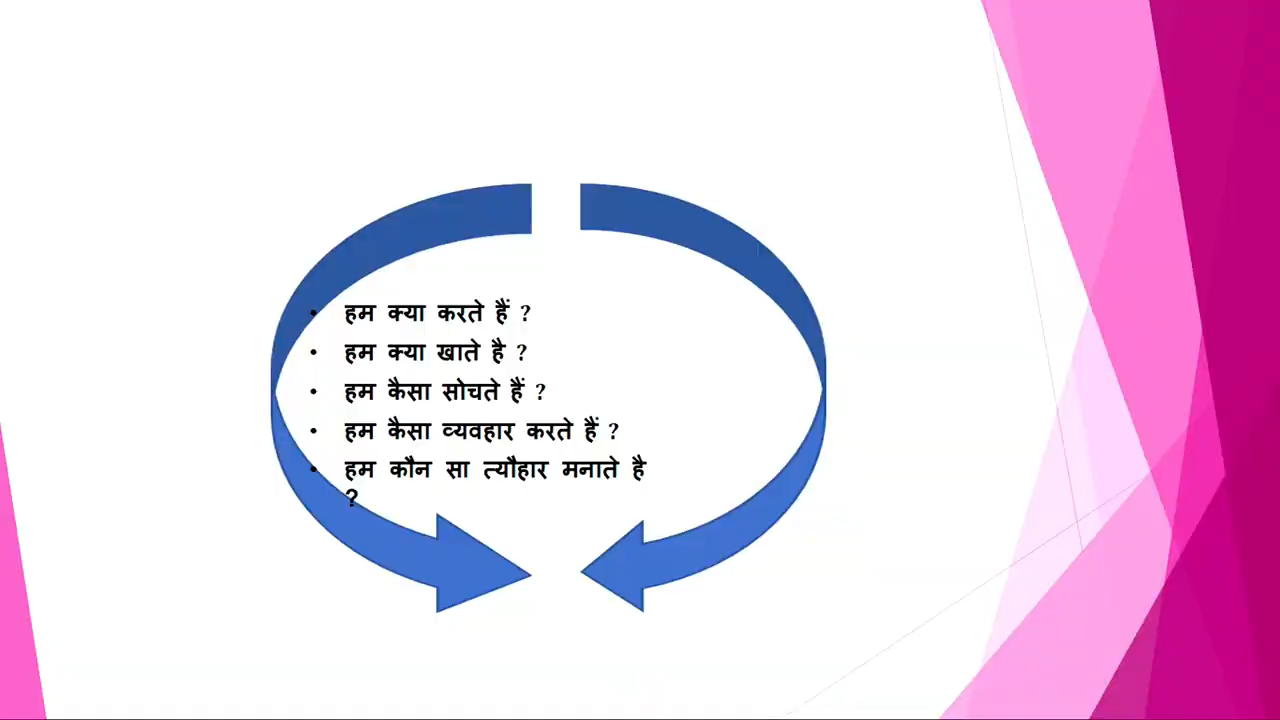 • हम क्या करते हैं ?
• हम क्या खाते है ?
• हम कैसा सोचते हैं ?
• हम कैसा व्यवहार करते हैं ?
• हम कौन सा त्यौहार मनाते है
?